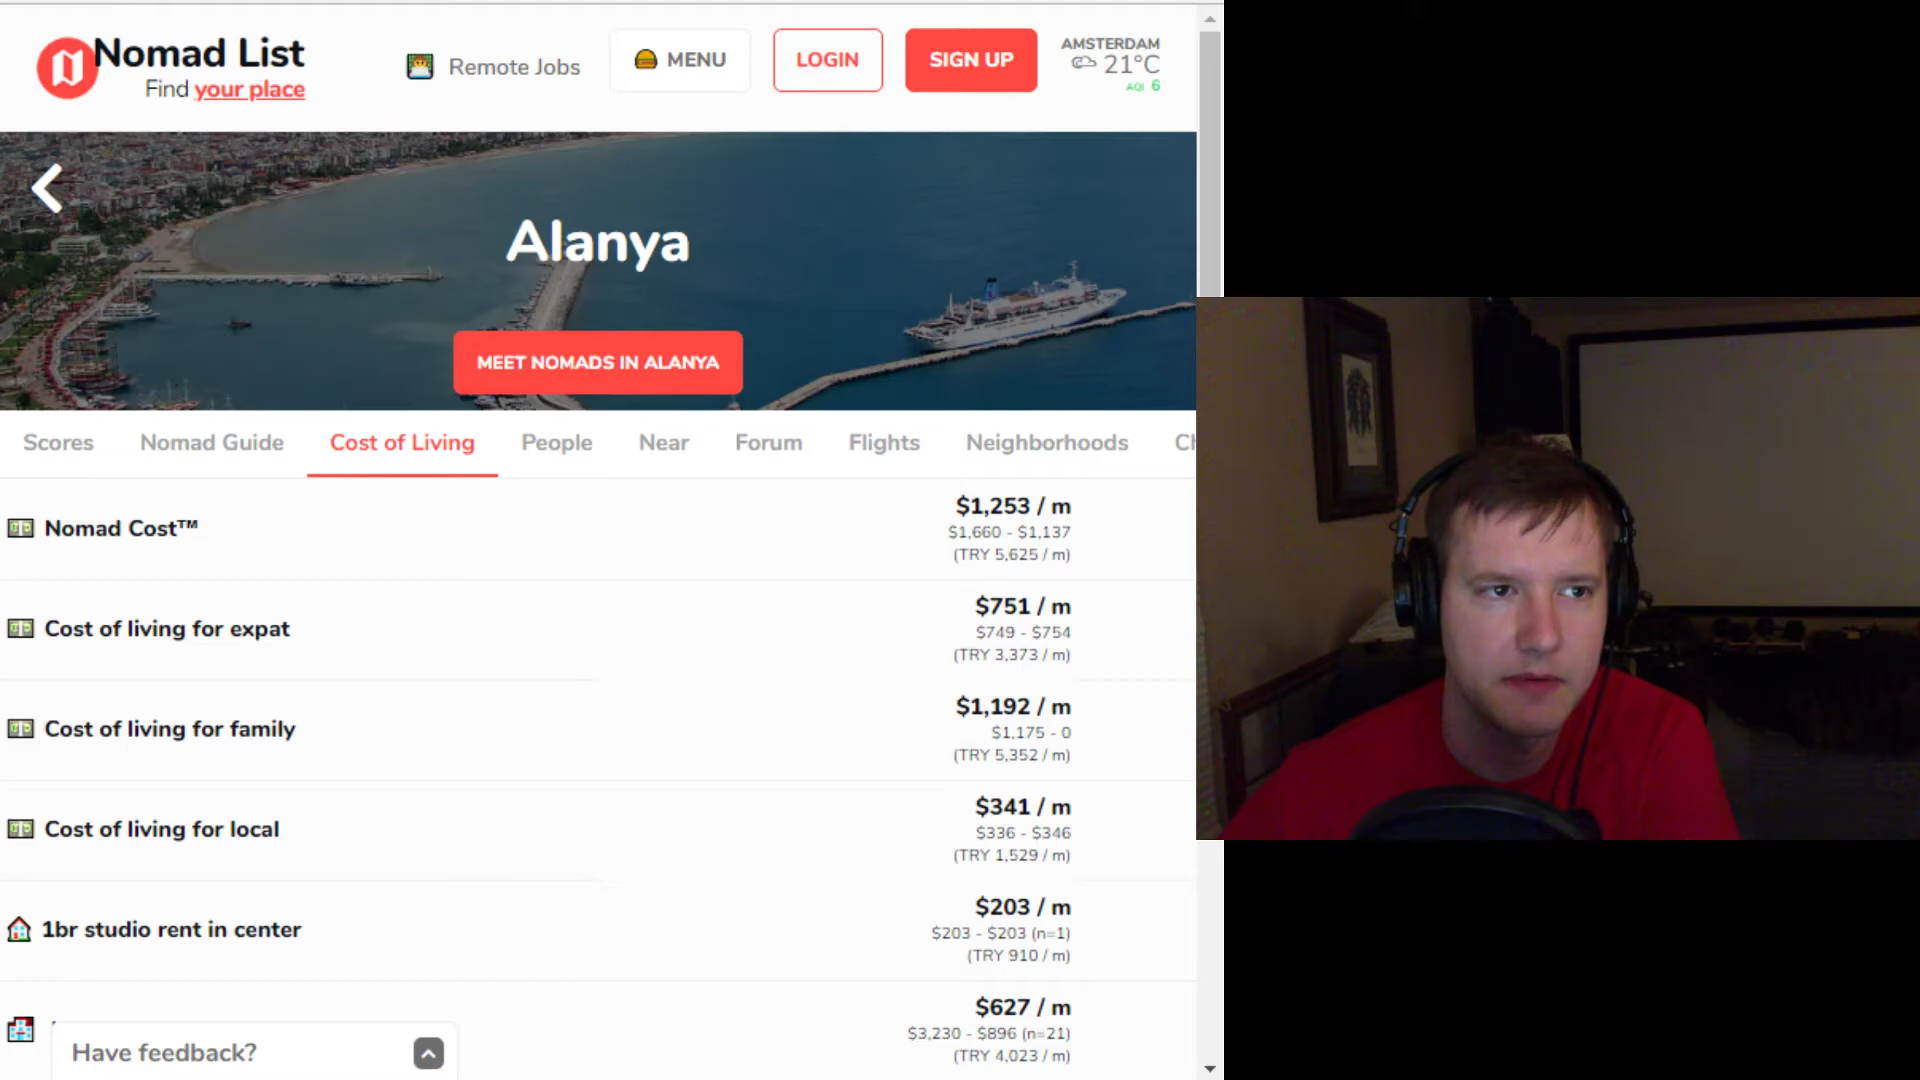 Nomad List
Find your place
Remote Jobs
MENU
LOGIN
SIGN UP
AMSTERDAM
21°C
AQI 6
Alanya
MEET NOMADS IN ALANYA
Scores Nomad Guide Cost of Living People Near Forum Flights Neighborhoods
Nomad Cost™
$1,253 / m
$1,660 - $1,137
(TRY 5,625 / m)
Cost of living for expat
$751 / m
$749 - $754
(TRY 3,373 / m)
Cost of living for family
$1,192 / m
$1,175 - 0
(TRY 5,352 / m)
Cost of living for local
$341 / m
$336 - $346
(TRY 1,529 / m)
1br studio rent in center
$203 / m
$203 - $203 (n=1)
(TRY 910 / m)
$627 / m
$3,230 - $896 (n=21)
(TRY 4,023 / m)
Have feedback?